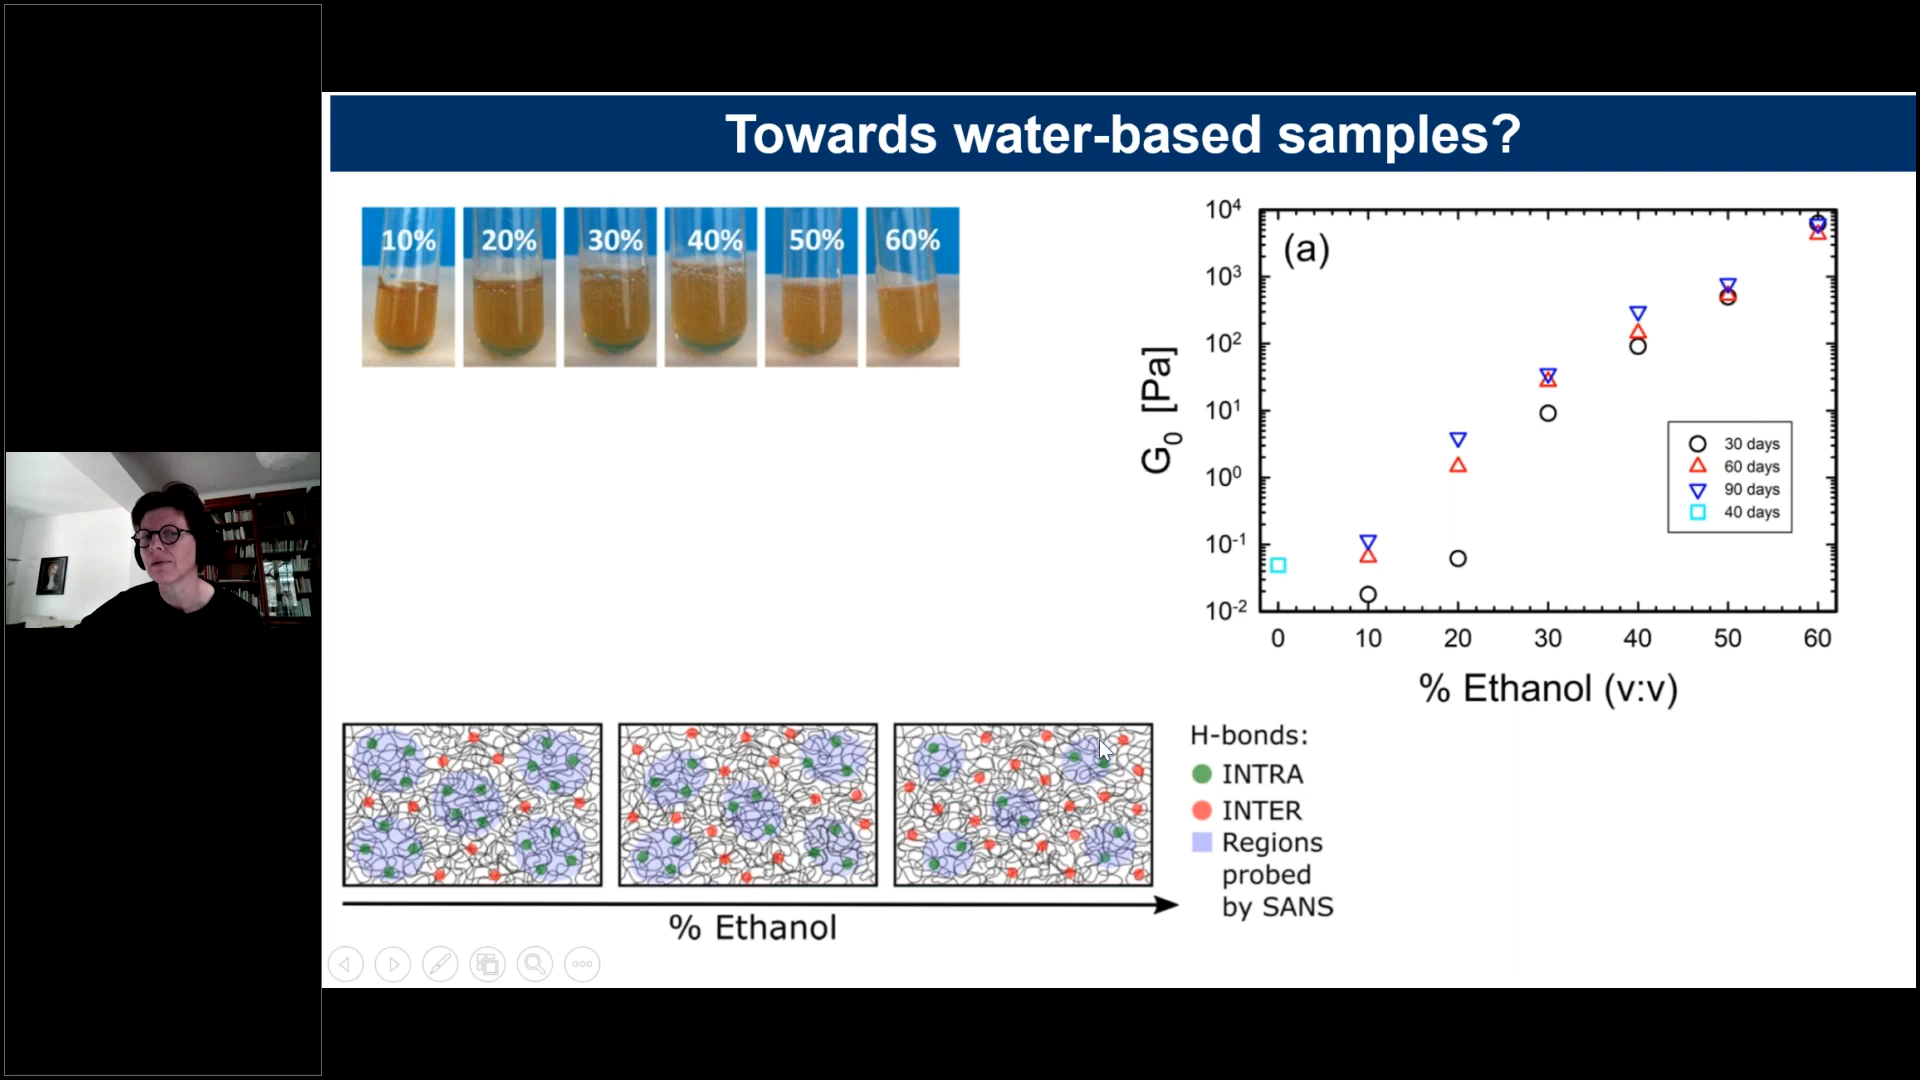 Towards water-based samples?
10% 20% 30% 40% 50% 60%
(a)
10⁴
10³
10²
10¹
10⁰
10⁻¹
10⁻²
G₀ [Pa]
30 days
60 days
90 days
40 days
0 10 20 30 40 50 60
% Ethanol (v:v)
H-bonds:
INTRA
INTER
Regions
probed
by SANS
% Ethanol